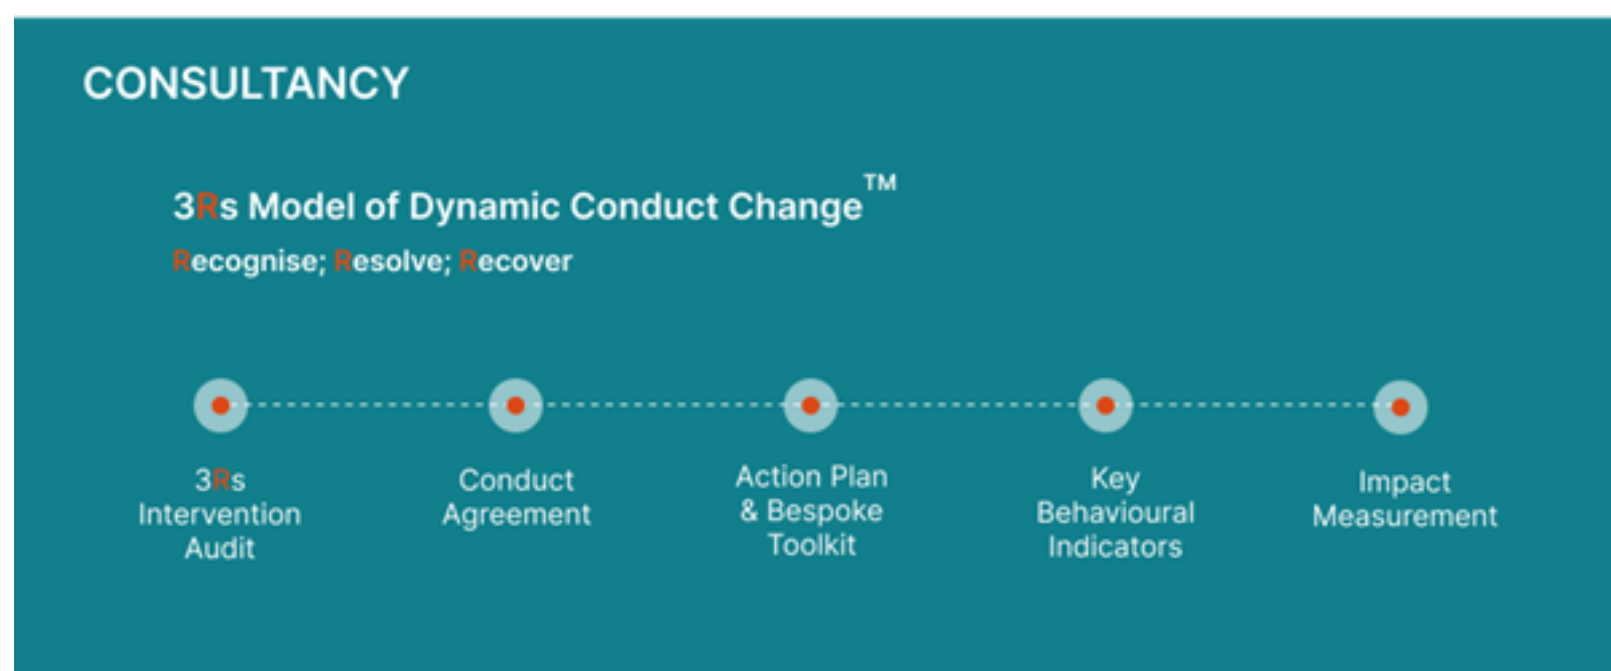 CONSULTANCY
3Rs Model of Dynamic Conduct Change™
Recognise; Resolve; Recover
3Rs
Intervention
Audit
Conduct
Agreement
Action Plan
& Bespoke
Toolkit
Key
Behavioural
Indicators
Impact
Measurement